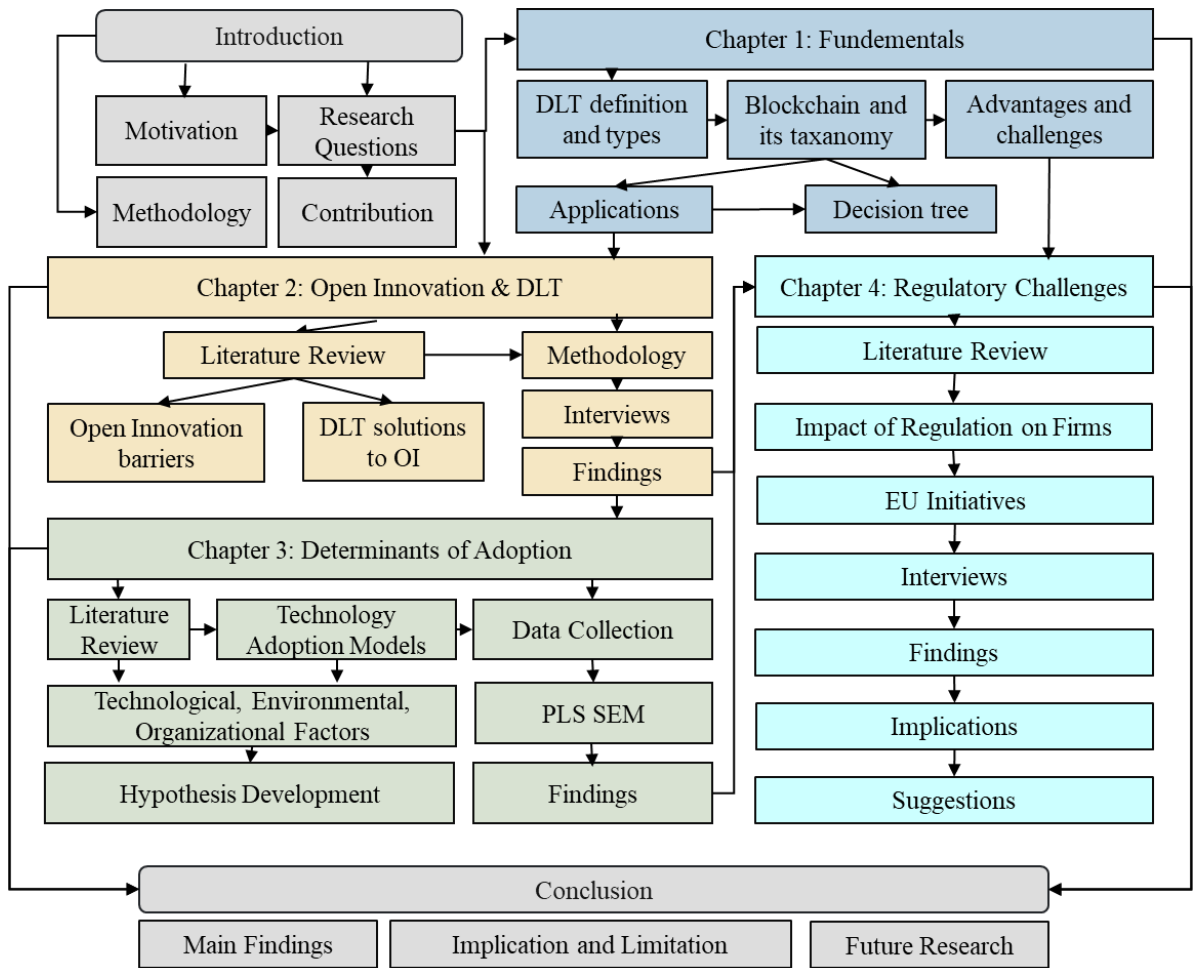 Introduction
Motivation
Research
Questions
Methodology
Contribution
Chapter 1: Fundementals
DLT definition
and types
Blockchain and
its taxanomy
Advantages and
challenges
Applications
Decision tree
Chapter 2: Open Innovation & DLT
Literature Review
Methodology
Open Innovation
barriers
DLT solutions
to OI
Interviews
Findings
Chapter 3: Determinants of Adoption
Literature
Review
Technology
Adoption Models
Data Collection
Technological, Environmental,
Organizational Factors
PLS SEM
Hypothesis Development
Findings
Chapter 4: Regulatory Challenges
Literature Review
Impact of Regulation on Firms
EU Initiatives
Interviews
Findings
Implications
Suggestions
Conclusion
Main Findings
Implication and Limitation
Future Research